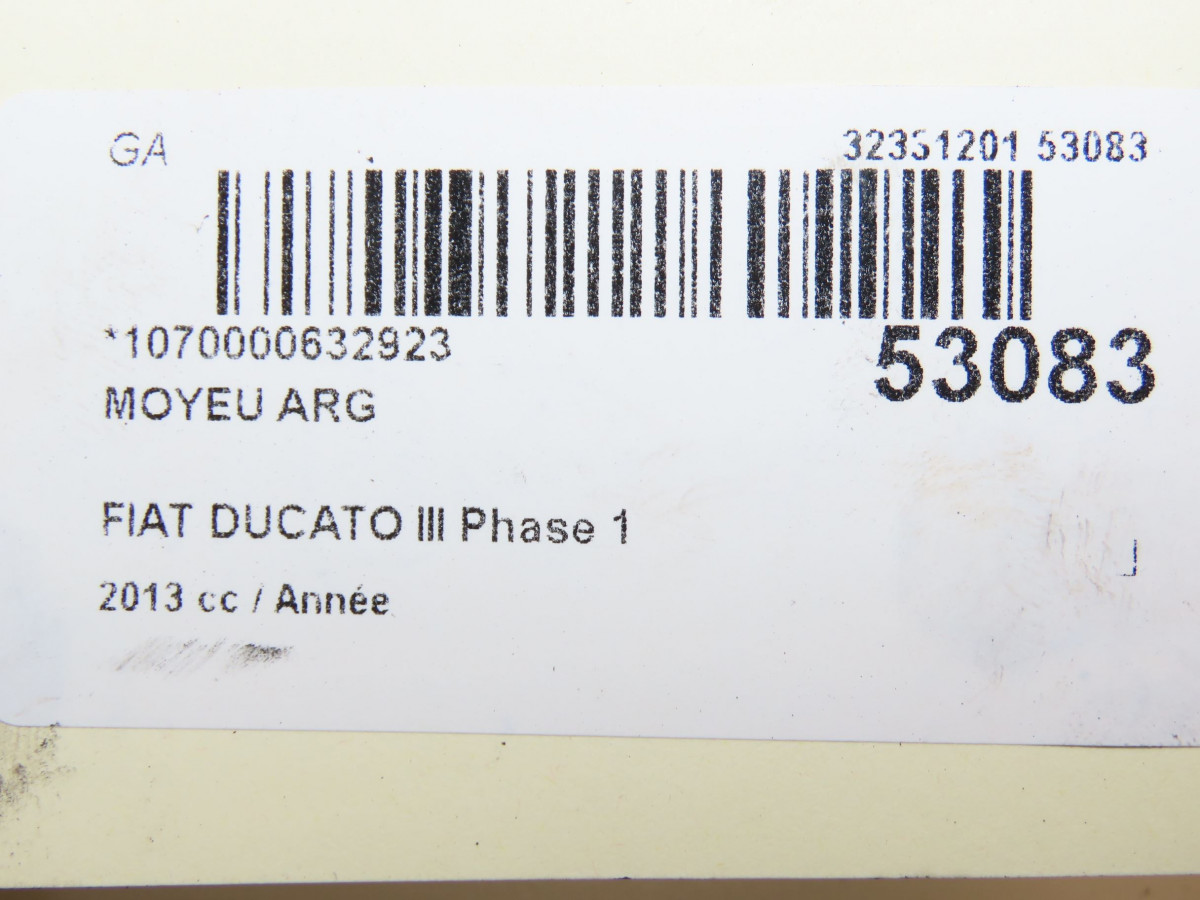 GA
32351201 53083
*1070000632923
53083
MOYEU ARG
FIAT DUCATO III Phase 1
2013 cc / Année